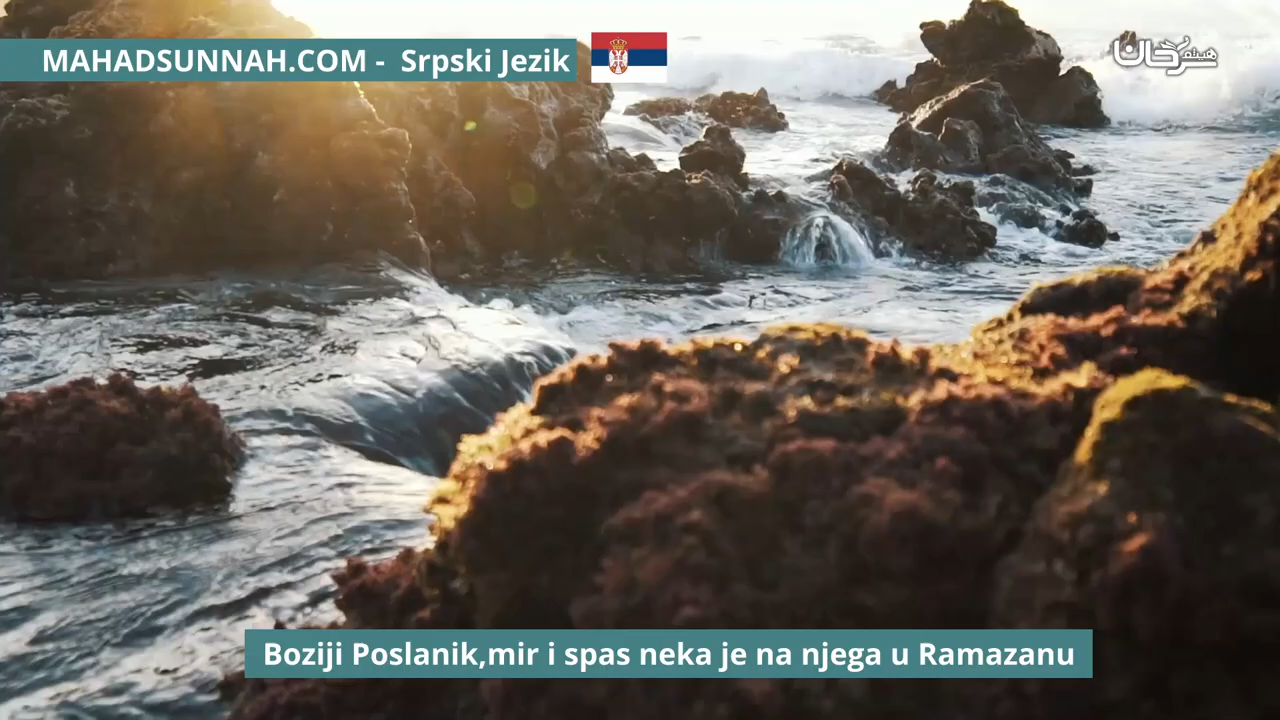 MAHADSUNNAH.COM - Srpski Jezik
Boziji Poslanik,mir i spas neka je na njega u Ramazanu